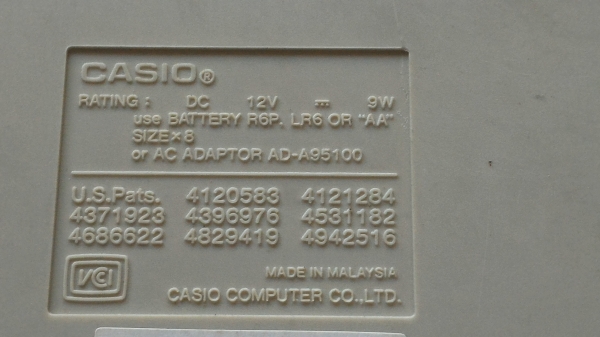 CASIO®
RATING : DC 12V ⎓ 9W
use BATTERY R6P, LR6 OR "AA"
SIZE×8
or AC ADAPTOR AD-A95100
U.S.Pats. 4120583 4121284
4371923 4396976 4531182
4686622 4829419 4942516
VCI
MADE IN MALAYSIA
CASIO COMPUTER CO.,LTD.